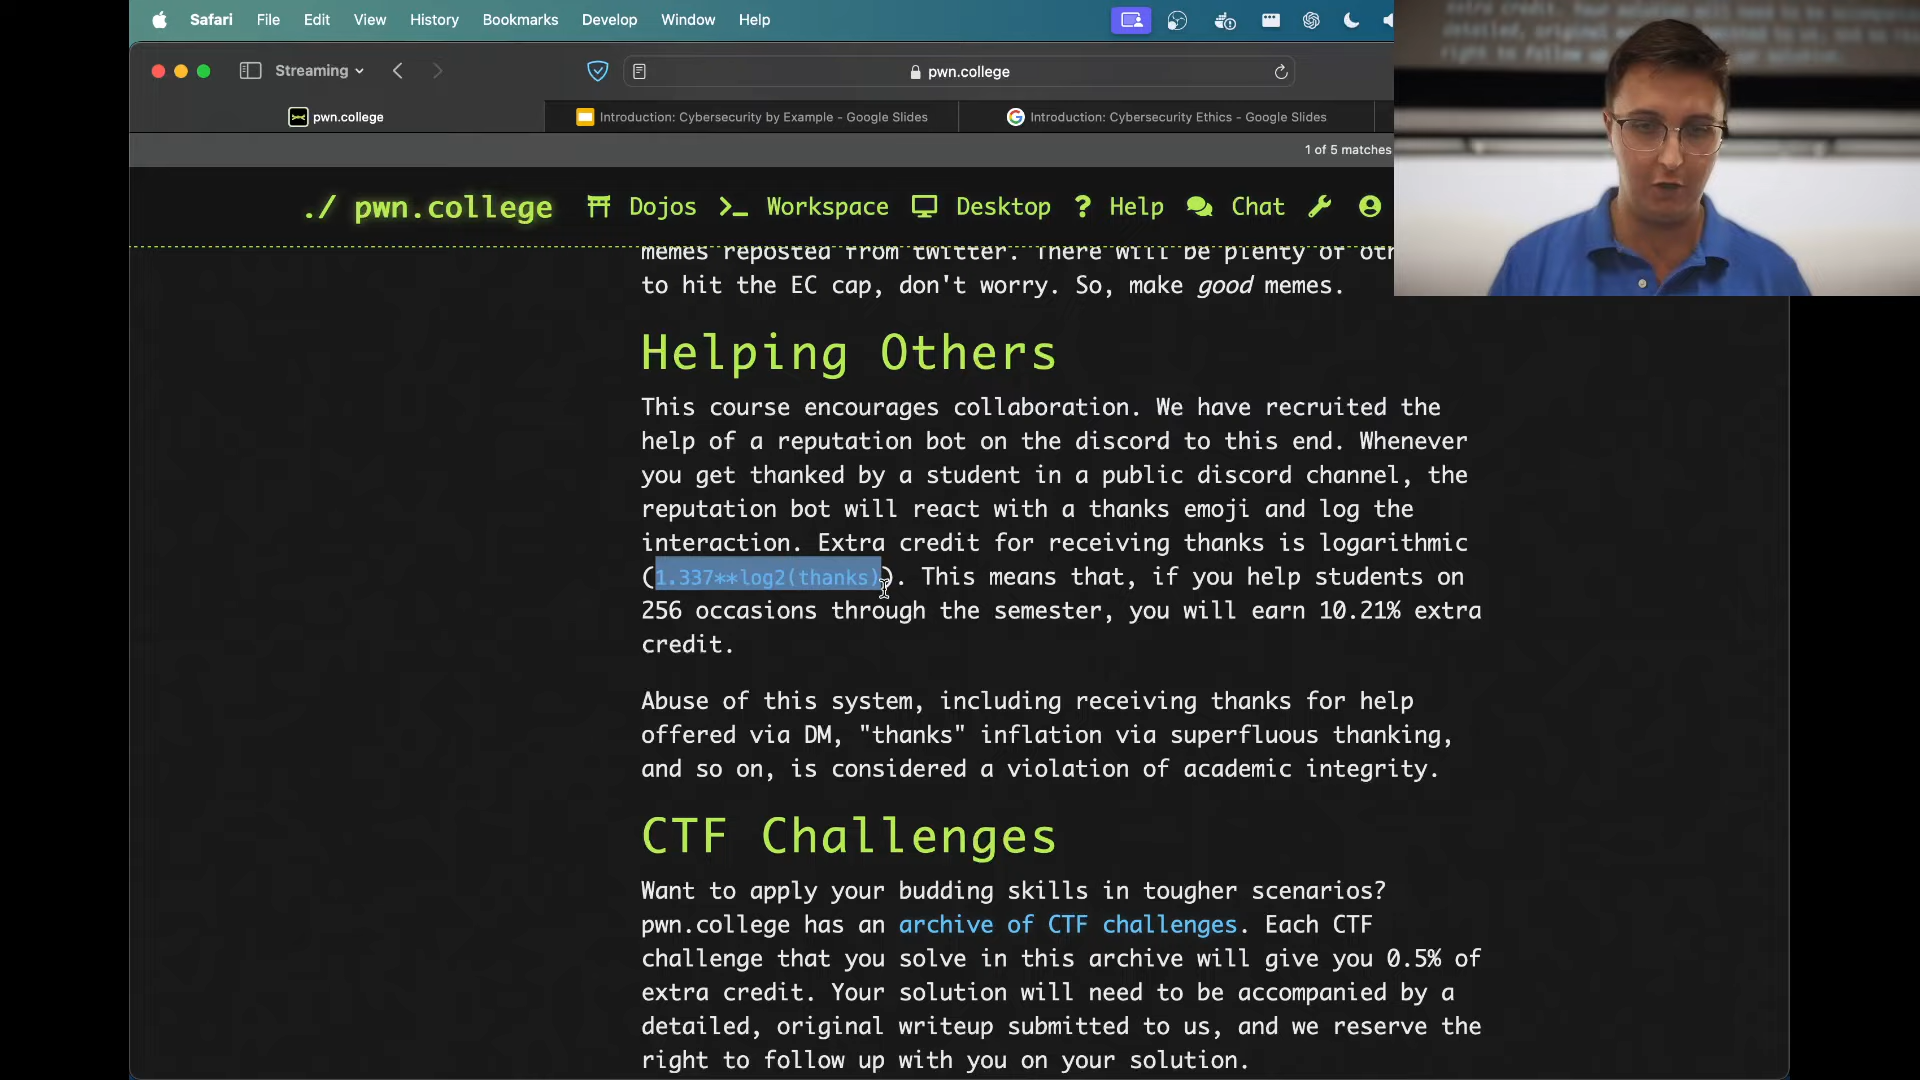 Safari File Edit View History Bookmarks Develop Window Help
Streaming pwn.college
pwn.college Introduction: Cybersecurity by Example - Google Slides Introduction: Cybersecurity Ethics - Google Slides
1 of 5 matches
./ pwn.college Dojos Workspace Desktop Help Chat
memes reposted from twitter. There will be plenty of
to hit the EC cap, don't worry. So, make good memes.
Helping Others
This course encourages collaboration. We have recruited the
help of a reputation bot on the discord to this end. Whenever
you get thanked by a student in a public discord channel, the
reputation bot will react with a thanks emoji and log the
interaction. Extra credit for receiving thanks is logarithmic
(1.337**log2(thanks)). This means that, if you help students on
256 occasions through the semester, you will earn 10.21% extra
credit.
Abuse of this system, including receiving thanks for help
offered via DM, "thanks" inflation via superfluous thanking,
and so on, is considered a violation of academic integrity.
CTF Challenges
Want to apply your budding skills in tougher scenarios?
pwn.college has an archive of CTF challenges. Each CTF
challenge that you solve in this archive will give you 0.5% of
extra credit. Your solution will need to be accompanied by a
detailed, original writeup submitted to us, and we reserve the
right to follow up with you on your solution.